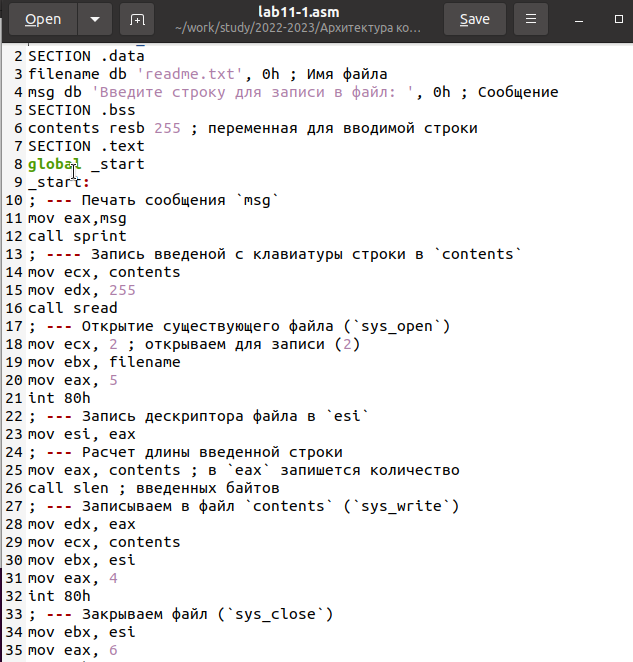 Open
lab11-1.asm
~/work/study/2022-2023/Архитектура ко...
Save
2 SECTION .data
3 filename db 'readme.txt', 0h ; Имя файла
4 msg db 'Введите строку для записи в файл: ', 0h ; Сообщение
5 SECTION .bss
6 contents resb 255 ; переменная для вводимой строки
7 SECTION .text
8 global _start
9 _start:
10 ; --- Печать сообщения `msg`
11 mov eax,msg
12 call sprint
13 ; ---- Запись введеной с клавиатуры строки в `contents`
14 mov ecx, contents
15 mov edx, 255
16 call sread
17 ; --- Открытие существующего файла (`sys_open`)
18 mov ecx, 2 ; открываем для записи (2)
19 mov ebx, filename
20 mov eax, 5
21 int 80h
22 ; --- Запись дескриптора файла в `esi`
23 mov esi, eax
24 ; --- Расчет длины введенной строки
25 mov eax, contents ; в `eax` запишется количество
26 call slen ; введенных байтов
27 ; --- Записываем в файл `contents` (`sys_write`)
28 mov edx, eax
29 mov ecx, contents
30 mov ebx, esi
31 mov eax, 4
32 int 80h
33 ; --- Закрываем файл (`sys_close`)
34 mov ebx, esi
35 mov eax, 6